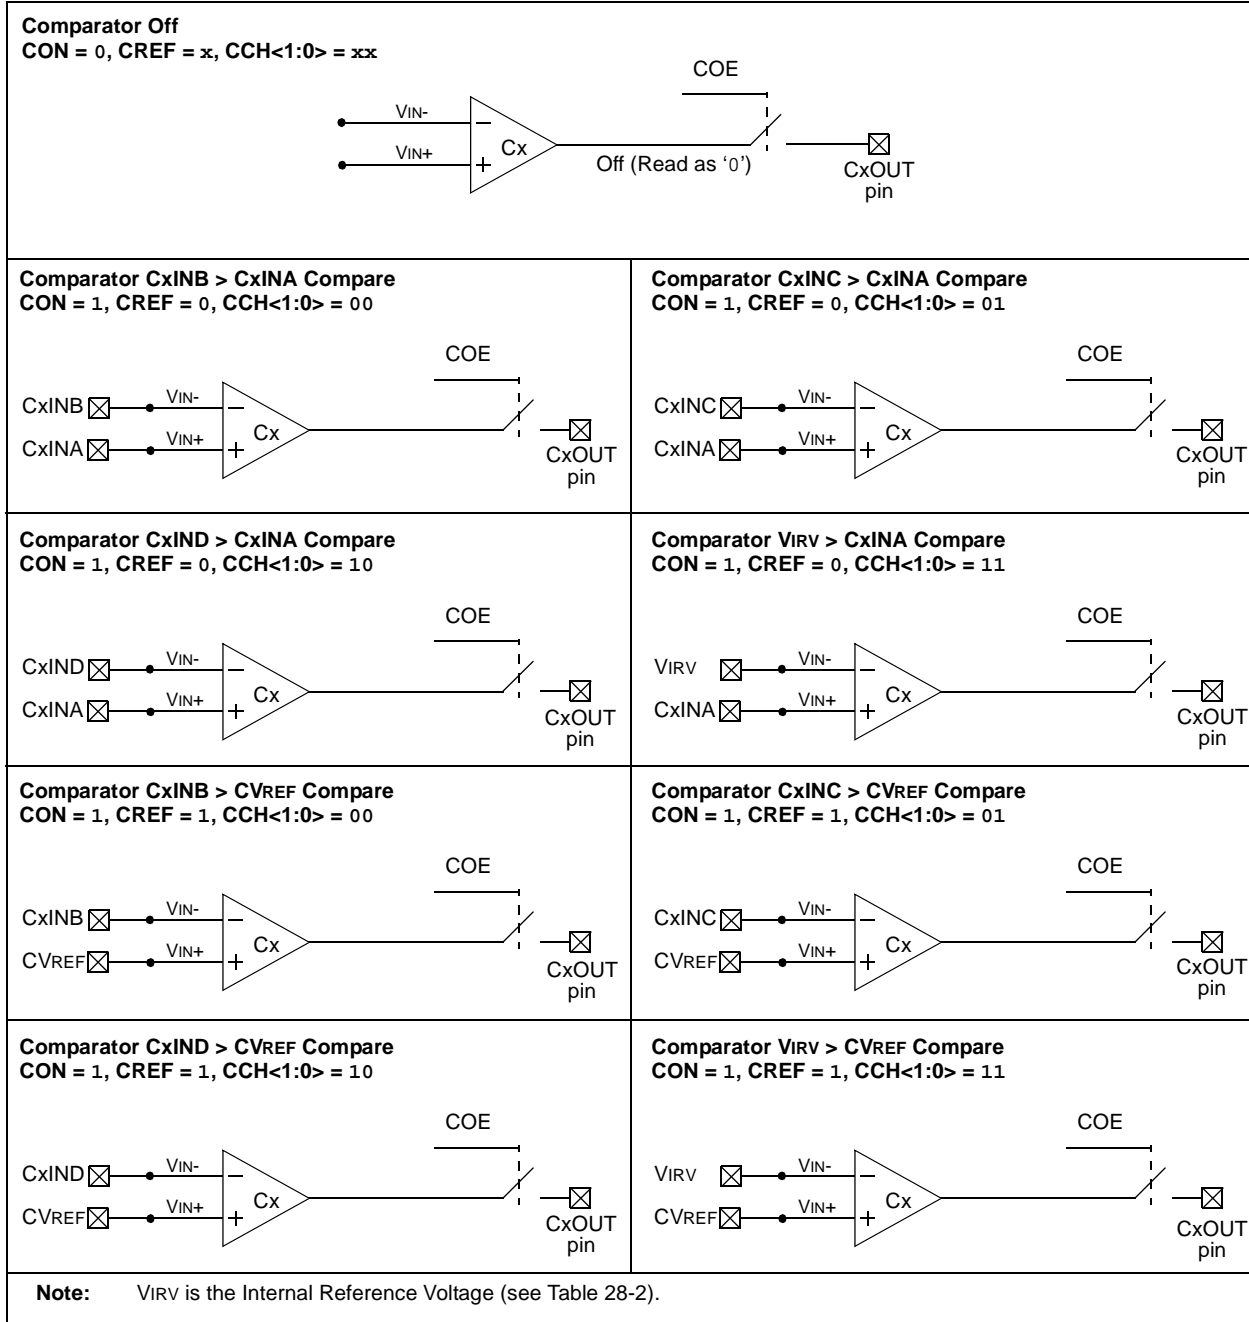 Comparator Off
CON = 0, CREF = x, CCH<1:0> = xx
COE
VIN-
VIN+
–
+
Cx
Off (Read as ‘0’)
CxOUT
pin
Comparator CxINB > CxINA Compare
CON = 1, CREF = 0, CCH<1:0> = 00
COE
CxINB
VIN-
CxINA
VIN+
–
+
Cx
CxOUT
pin
Comparator CxINC > CxINA Compare
CON = 1, CREF = 0, CCH<1:0> = 01
COE
CxINC
VIN-
CxINA
VIN+
–
+
Cx
CxOUT
pin
Comparator CxIND > CxINA Compare
CON = 1, CREF = 0, CCH<1:0> = 10
COE
CxIND
VIN-
CxINA
VIN+
–
+
Cx
CxOUT
pin
Comparator VIRV > CxINA Compare
CON = 1, CREF = 0, CCH<1:0> = 11
COE
VIRV
VIN-
CxINA
VIN+
–
+
Cx
CxOUT
pin
Comparator CxINB > CVREF Compare
CON = 1, CREF = 1, CCH<1:0> = 00
COE
CxINB
VIN-
CVREF
VIN+
–
+
Cx
CxOUT
pin
Comparator CxINC > CVREF Compare
CON = 1, CREF = 1, CCH<1:0> = 01
COE
CxINC
VIN-
CVREF
VIN+
–
+
Cx
CxOUT
pin
Comparator CxIND > CVREF Compare
CON = 1, CREF = 1, CCH<1:0> = 10
COE
CxIND
VIN-
CVREF
VIN+
–
+
Cx
CxOUT
pin
Comparator VIRV > CVREF Compare
CON = 1, CREF = 1, CCH<1:0> = 11
COE
VIRV
VIN-
CVREF
VIN+
–
+
Cx
CxOUT
pin
Note: VIRV is the Internal Reference Voltage (see Table 28-2).